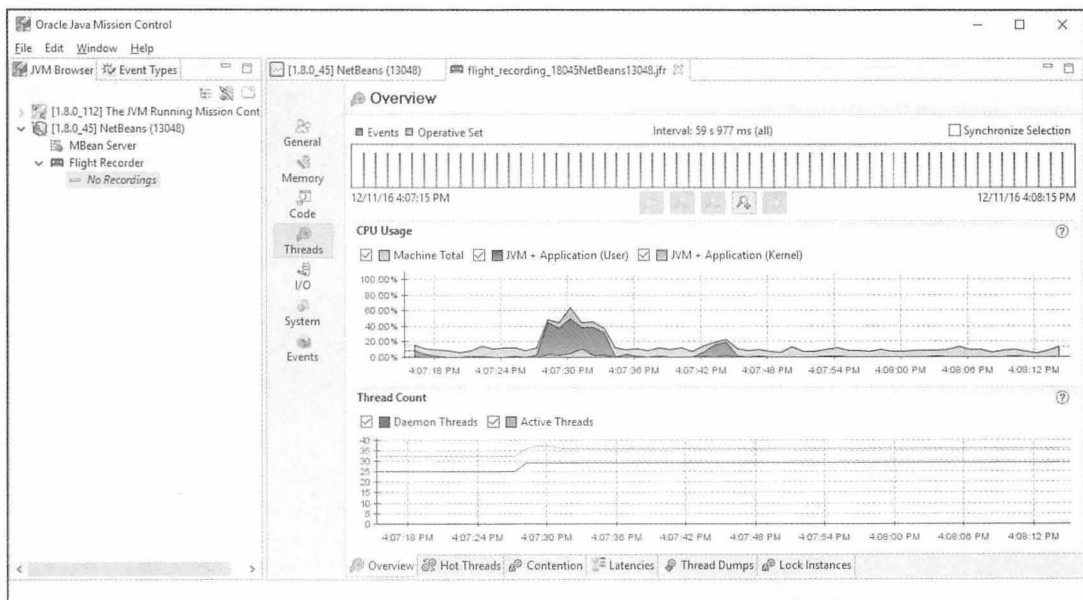 Oracle Java Mission Control
File Edit Window Help
JVM Browser Event Types
[1.8.0_112] The JVM Running Mission Cont
[1.8.0_45] NetBeans (13048)
MBean Server
Flight Recorder
No Recordings
[1.8.0_45] NetBeans (13048) flight_recording_18045NetBeans13048.jfr
General
Memory
Code
Threads
I/O
System
Events
Overview
Events Operative Set Interval: 59 s 977 ms (all) Synchronize Selection
12/11/16 4:07:15 PM 12/11/16 4:08:15 PM
CPU Usage
Machine Total JVM + Application (User) JVM + Application (Kernel)
100.00%
80.00%
60.00%
40.00%
20.00%
0.00%
4:07:18 PM 4:07:24 PM 4:07:30 PM 4:07:36 PM 4:07:42 PM 4:07:48 PM 4:07:54 PM 4:08:00 PM 4:08:06 PM 4:08:12 PM
Thread Count
Daemon Threads Active Threads
40
35
30
25
20
15
10
5
0
4:07:18 PM 4:07:24 PM 4:07:30 PM 4:07:36 PM 4:07:42 PM 4:07:48 PM 4:07:54 PM 4:08:00 PM 4:08:06 PM 4:08:12 PM
Overview Hot Threads Contention Latencies Thread Dumps Lock Instances